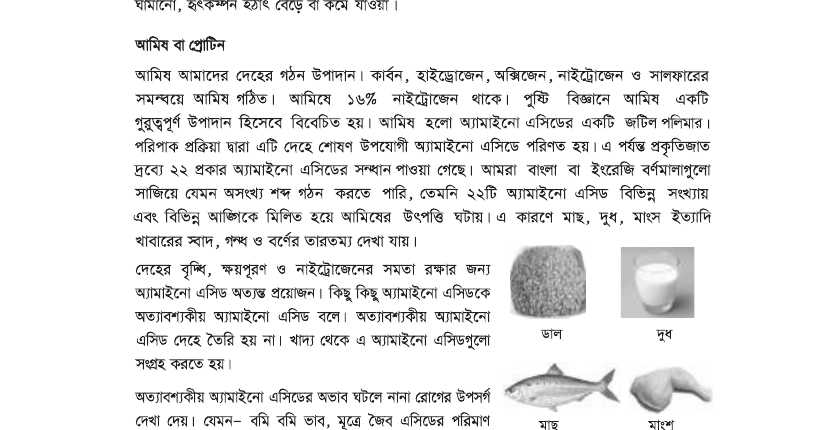 ঘামানো, হৃৎকম্পন হঠাৎ বেড়ে বা কমে যাওয়া।
আমিষ বা প্রোটিন
আমিষ আমাদের দেহের গঠন উপাদান। কার্বন, হাইড্রোজেন, অক্সিজেন, নাইট্রোজেন ও সালফারের
সমন্বয়ে আমিষ গঠিত। আমিষে ১৬% নাইট্রোজেন থাকে। পুষ্টি বিজ্ঞানে আমিষ একটি
গুরুত্বপূর্ণ উপাদান হিসেবে বিবেচিত হয়। আমিষ হলো অ্যামাইনো এসিডের একটি জটিল পলিমার।
পরিপাক প্রক্রিয়া দ্বারা এটি দেহে শোষণ উপযোগী অ্যামাইনো এসিডে পরিণত হয়। এ পর্যন্ত প্রকৃতিজাত
দ্রব্যে ২২ প্রকার অ্যামাইনো এসিডের সন্ধান পাওয়া গেছে। আমরা বাংলা বা ইংরেজি বর্ণমালাগুলো
সাজিয়ে যেমন অসংখ্য শব্দ গঠন করতে পারি, তেমনি ২২টি অ্যামাইনো এসিড বিভিন্ন সংখ্যায়
এবং বিভিন্ন আঙ্গিকে মিলিত হয়ে আমিষের উৎপত্তি ঘটায়। এ কারণে মাছ, দুধ, মাংস ইত্যাদি
খাবারের স্বাদ, গন্ধ ও বর্ণের তারতম্য দেখা যায়।
দেহের বৃদ্ধি, ক্ষয়পূরণ ও নাইট্রোজেনের সমতা রক্ষার জন্য
অ্যামাইনো এসিড অত্যন্ত প্রয়োজন। কিছু কিছু অ্যামাইনো এসিডকে
অত্যাবশ্যকীয় অ্যামাইনো এসিড বলে। অত্যাবশ্যকীয় অ্যামাইনো
এসিড দেহে তৈরি হয় না। খাদ্য থেকে এ অ্যামাইনো এসিডগুলো
সংগ্রহ করতে হয়।
অত্যাবশ্যকীয় অ্যামাইনো এসিডের অভাব ঘটলে নানা রোগের উপসর্গ
দেখা দেয়। যেমন– বমি বমি ভাব, মূত্রে জৈব এসিডের পরিমাণ
ডাল
দুধ
মাছ
মাংশ